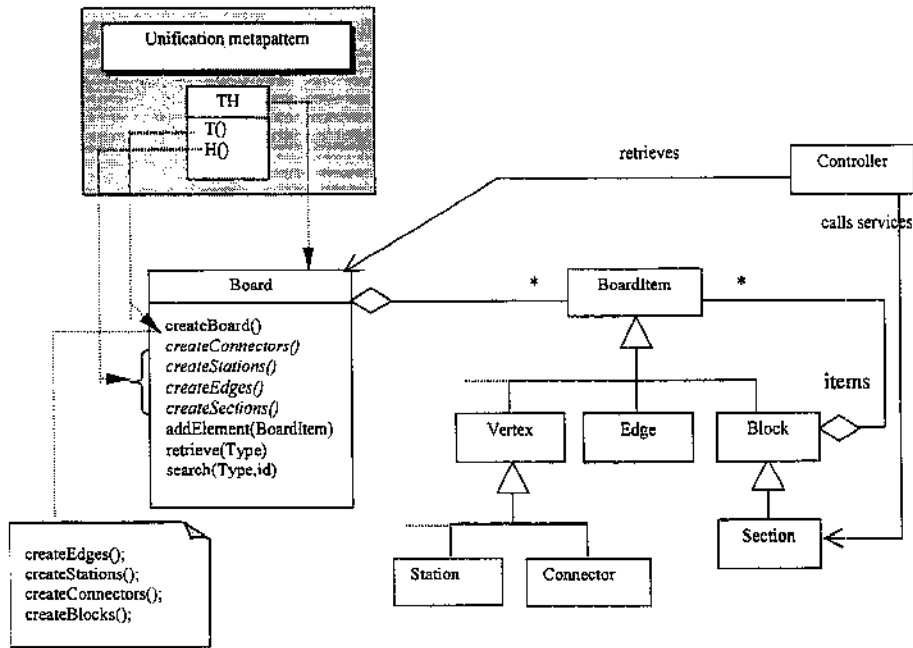 Unification metapattern
TH
T()
H()
retrieves
Controller
calls services
Board
*
BoardItem
*
createBoard()
createConnectors()
createStations()
createEdges()
createSections()
addElement(BoardItem)
retrieve(Type)
search(Type,id)
items
Vertex
Edge
Block
Section
Station
Connector
createEdges();
createStations();
createConnectors();
createBlocks();